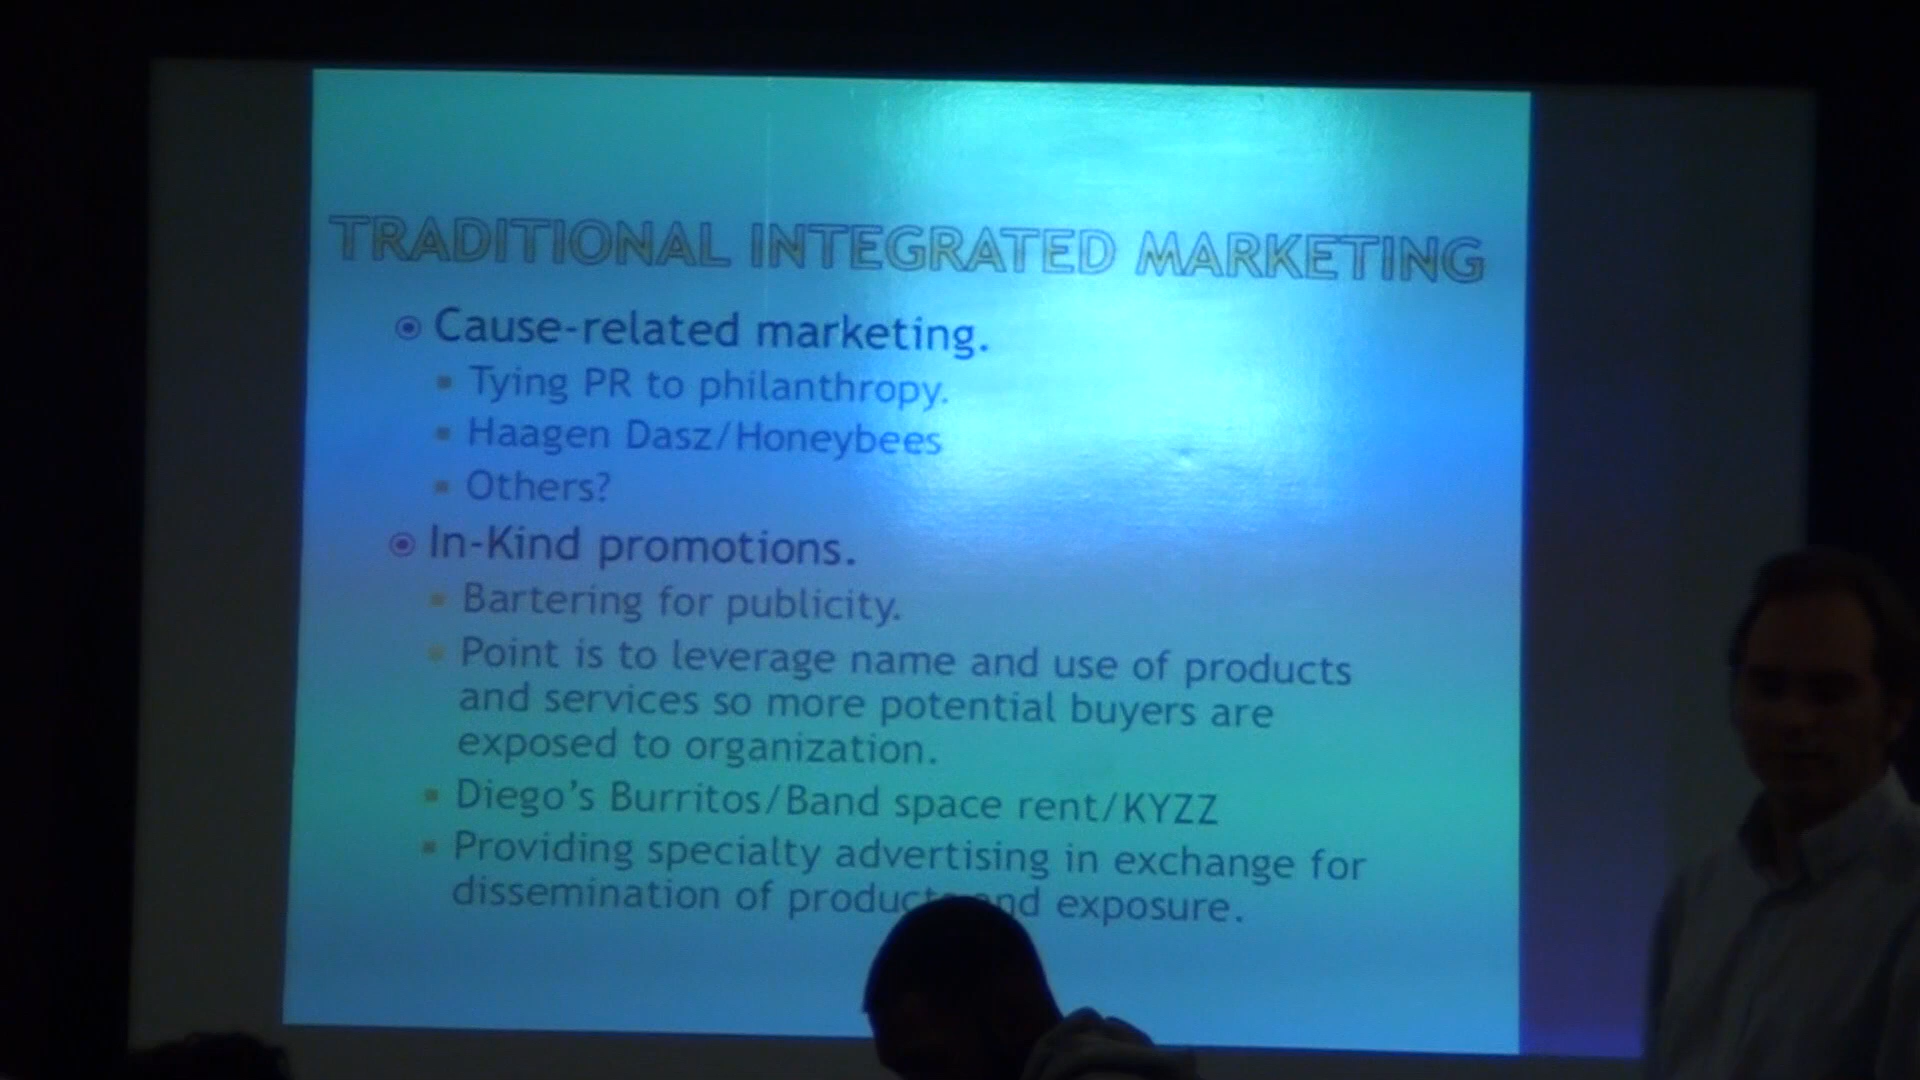 TRADITIONAL INTEGRATED MARKETING
Cause-related marketing.
Tying PR to philanthropy.
Haagen Dasz/Honeybees
Others?
In-Kind promotions.
Bartering for publicity.
Point is to leverage name and use of products
and services so more potential buyers are
exposed to organization.
Diego's Burritos/Band space rent/KYZZ
Providing specialty advertising in exchange for
dissemination of products and exposure.